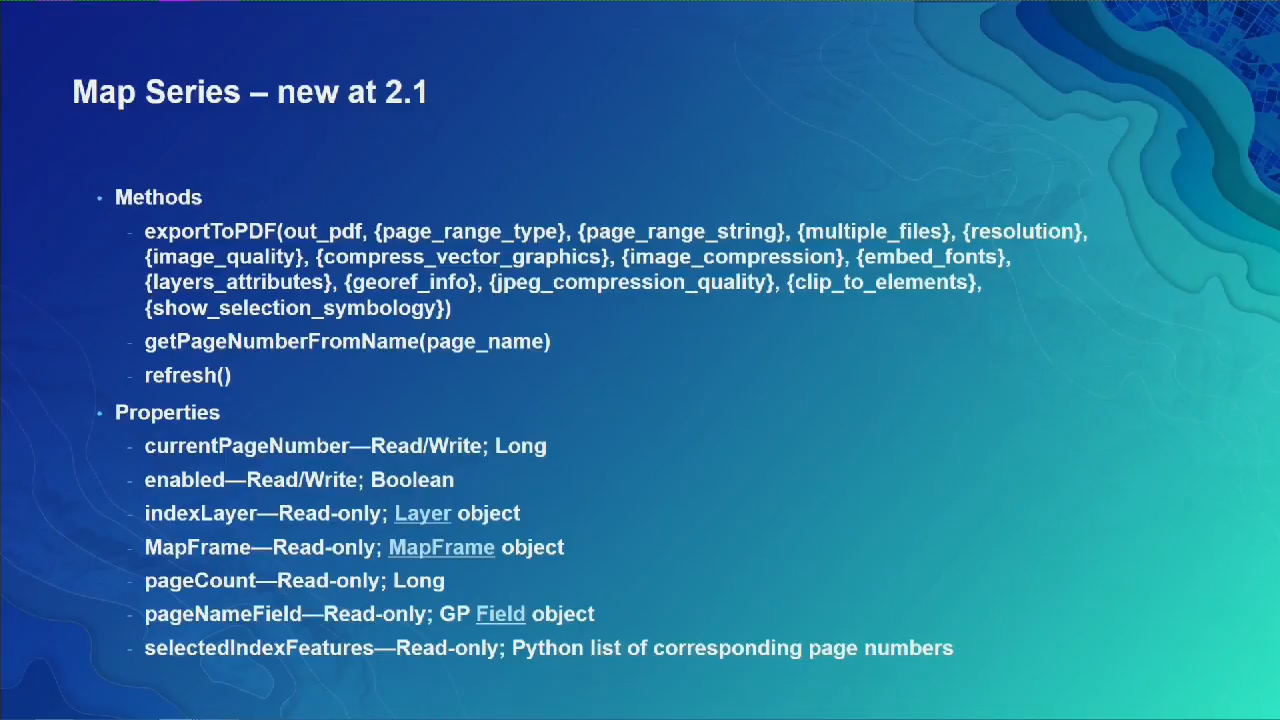 Map Series – new at 2.1
• Methods
- exportToPDF(out_pdf, {page_range_type}, {page_range_string}, {multiple_files}, {resolution},
{image_quality}, {compress_vector_graphics}, {image_compression}, {embed_fonts},
{layers_attributes}, {georef_info}, {jpeg_compression_quality}, {clip_to_elements},
{show_selection_symbology})
- getPageNumberFromName(page_name)
- refresh()
• Properties
- currentPageNumber—Read/Write; Long
- enabled—Read/Write; Boolean
- indexLayer—Read-only; Layer object
- MapFrame—Read-only; MapFrame object
- pageCount—Read-only; Long
- pageNameField—Read-only; GP Field object
- selectedIndexFeatures—Read-only; Python list of corresponding page numbers